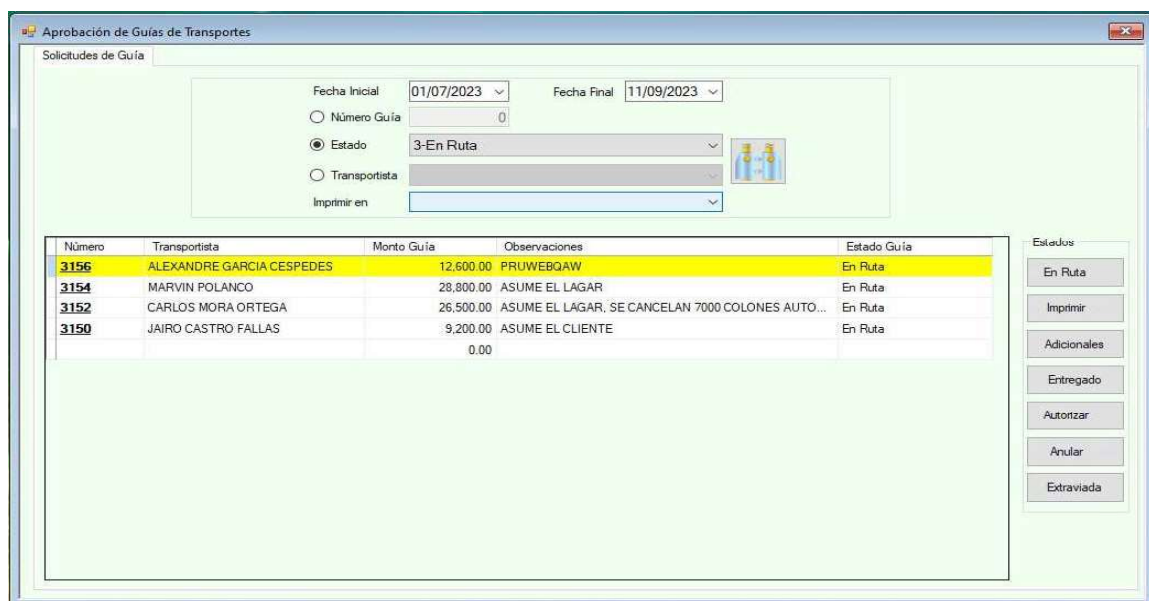 Aprobación de Guías de Transportes
Solicitudes de Guía
Fecha Inicial 01/07/2023 Fecha Final 11/09/2023
Número Guía 0
Estado 3-En Ruta
Transportista
Imprimir en
Número Transportista Monto Guía Observaciones Estado Guía
3156 ALEXANDRE GARCIA CESPEDES 12,600.00 PRUWEBQAW En Ruta
3154 MARVIN POLANCO 28,800.00 ASUME EL LAGAR En Ruta
3152 CARLOS MORA ORTEGA 26,500.00 ASUME EL LAGAR, SE CANCELAN 7000 COLONES AUTO... En Ruta
3150 JAIRO CASTRO FALLAS 9,200.00 ASUME EL CLIENTE En Ruta
0.00
Estados
En Ruta
Imprimir
Adicionales
Entregado
Autorizar
Anular
Extraviada